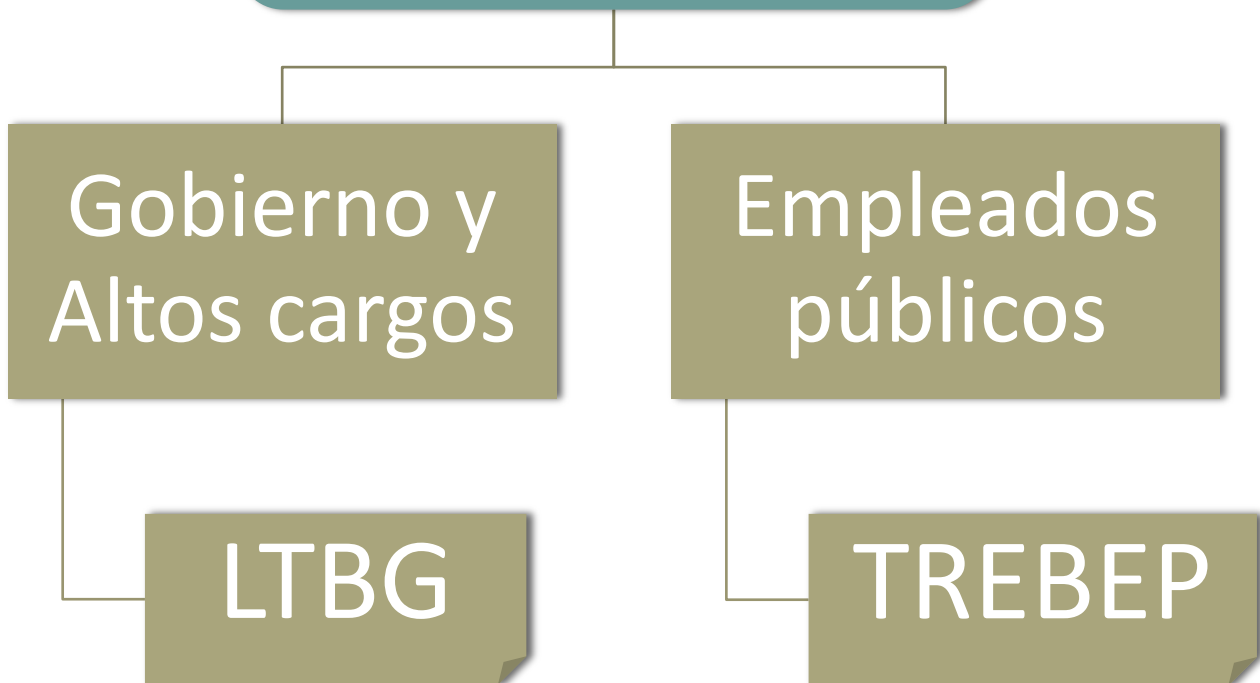 Gobierno y
Altos cargos
LTBG
Empleados
públicos
TREBEP